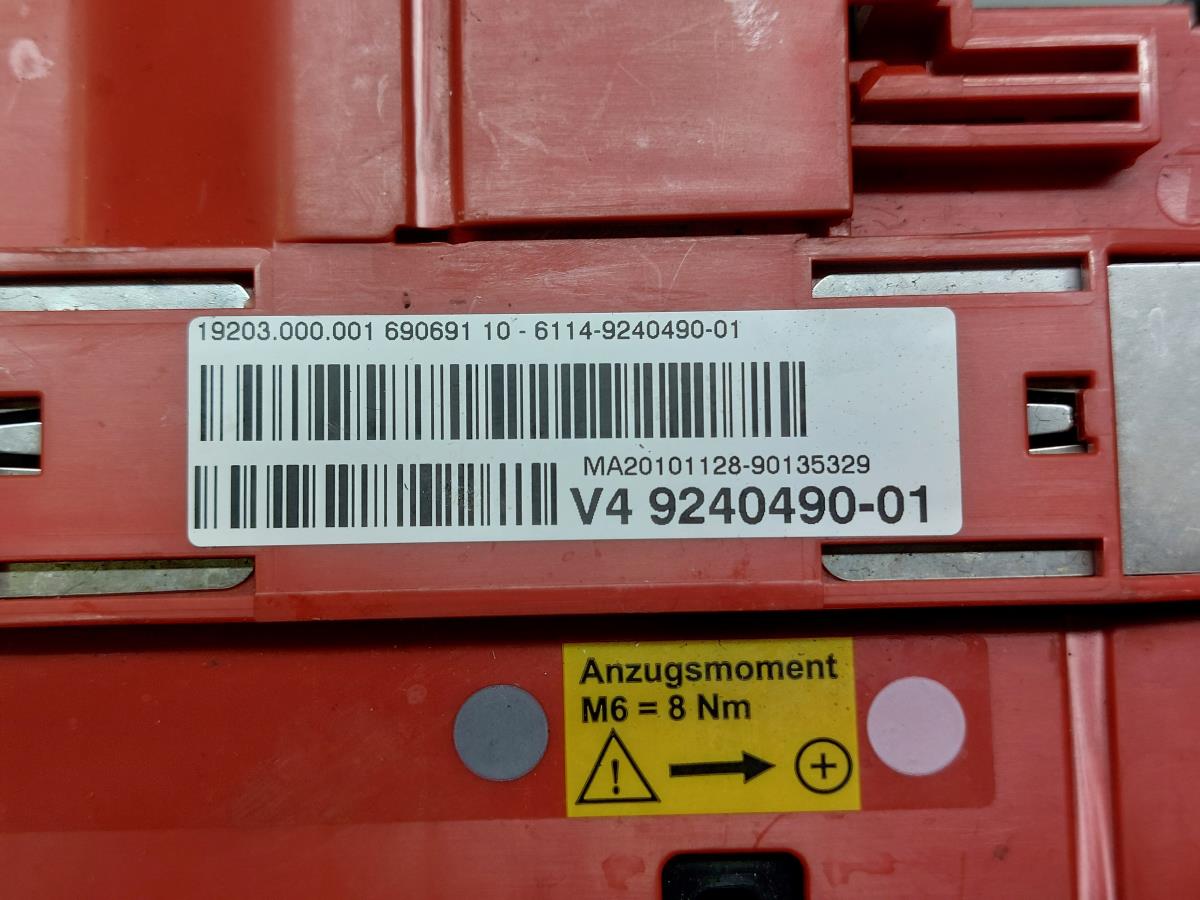 19203.000.001 690691 10 - 6114-9240490-01
MA20101128-90135329
V4 9240490-01
Anzugsmoment
M6 = 8 Nm